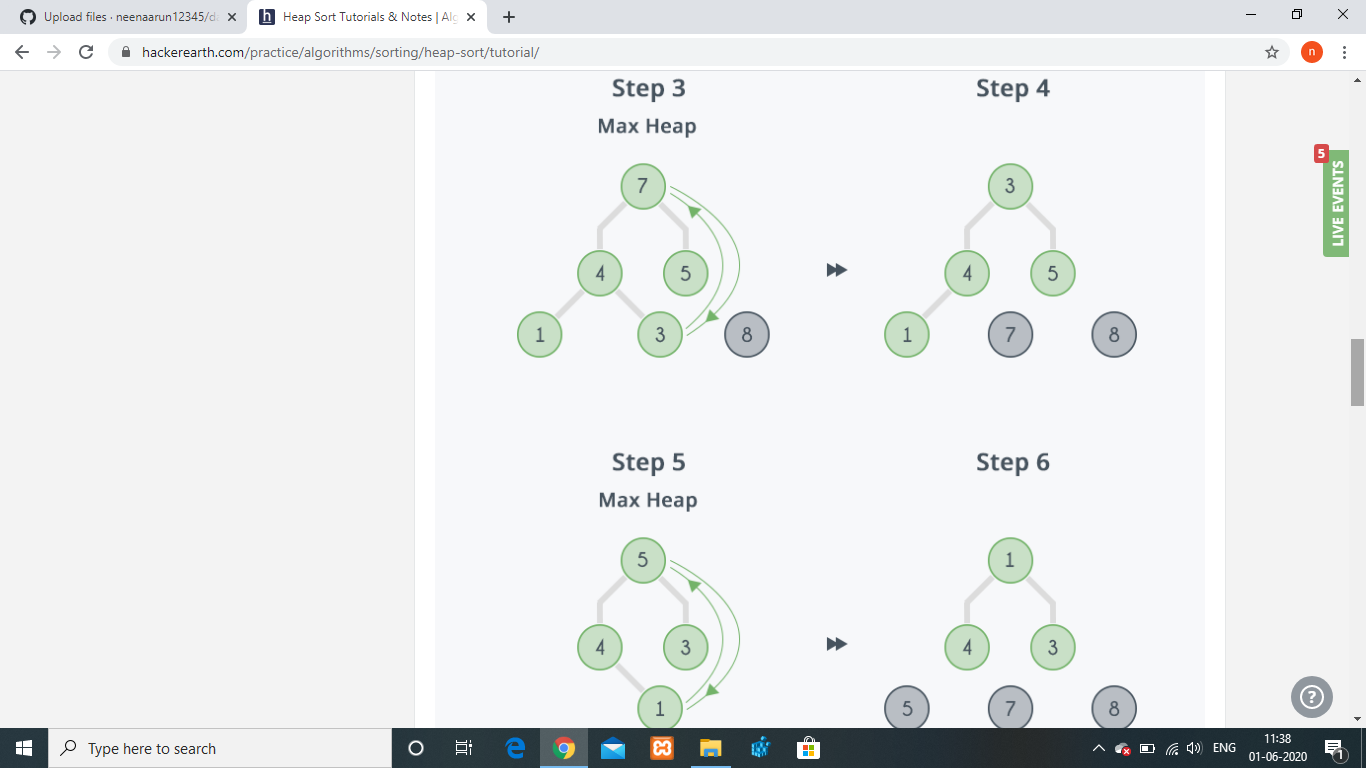 Upload files · neenaarun12345/da
Heap Sort Tutorials & Notes | Alg
hackerearth.com/practice/algorithms/sorting/heap-sort/tutorial/
n
Step 3
Step 4
Max Heap
7
3
4
5
4
5
1
3
8
1
7
8
5
LIVE EVENTS
Step 5
Step 6
Max Heap
5
1
4
3
4
3
1
5
7
8
?
Type here to search
ENG
11:38
01-06-2020
1